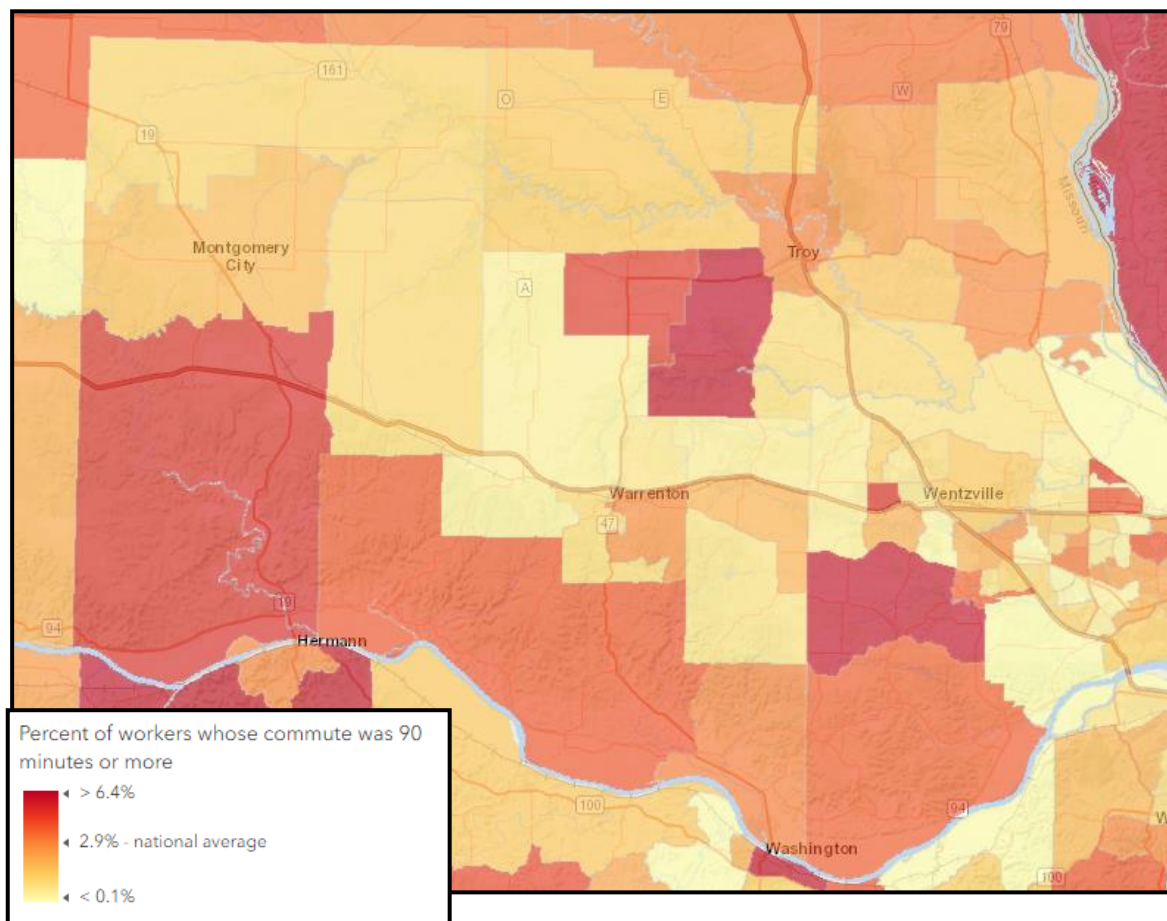 79
161
O
E
W
19
Missouri
Montgomery
City
Troy
A
Warrenton
Wentzville
47
19
94
Hermann
94
100
Washington
100
W
Percent of workers whose commute was 90
minutes or more
> 6.4%
2.9% - national average
< 0.1%